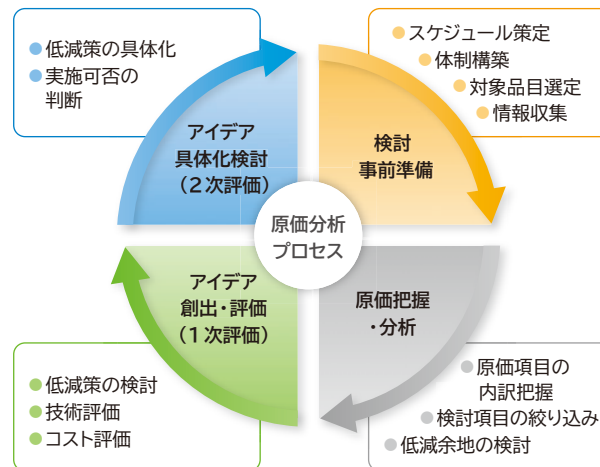 低減策の具体化
実施可否の
判断
スケジュール策定
体制構築
対象品目選定
情報収集
アイデア
具体化検討
（2次評価）
検討
事前準備
原価分析
プロセス
アイデア
創出・評価
（1次評価）
原価把握
・分析
低減策の検討
技術評価
コスト評価
原価項目の
内訳把握
検討項目の絞り込み
低減余地の検討